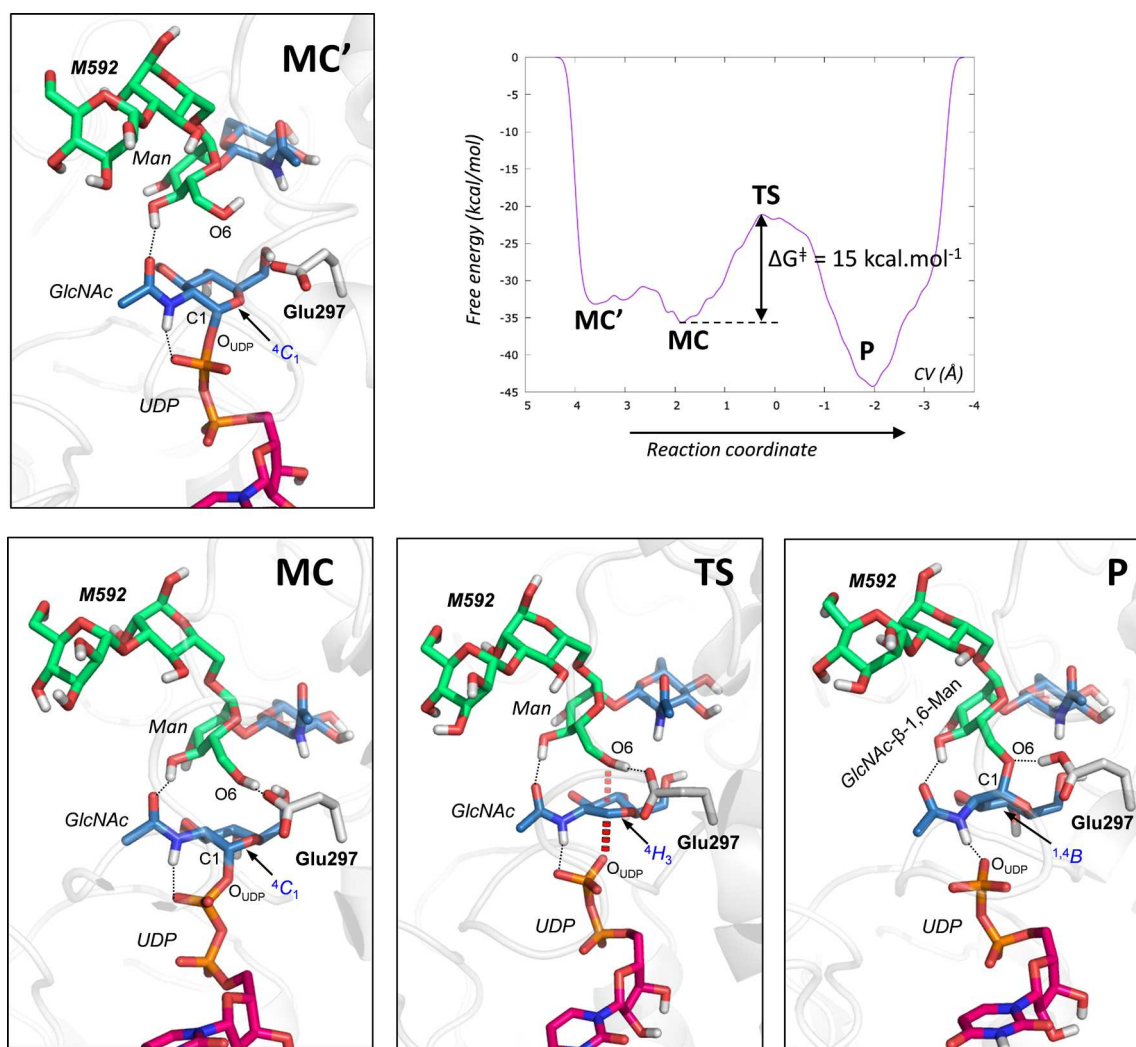 MC’
M592
Man
O6
GlcNAc
Glu297
C1
OUDP
⁴C₁
UDP
Free energy (kcal/mol)
0
-5
-10
-15
-20
-25
-30
-35
-40
-45
TS
ΔG‡ = 15 kcal.mol⁻¹
MC’
MC
P
CV (Å)
5 4 3 2 1 0 -1 -2 -3 -4
Reaction coordinate
MC
M592
Man
O6
GlcNAc
Glu297
C1
⁴C₁
OUDP
UDP
TS
M592
Man
O6
GlcNAc
Glu297
⁴H₃
OUDP
UDP
P
M592
GlcNAc-β-1,6-Man
O6
C1
GlcNAc
Glu297
¹,⁴B
OUDP
UDP